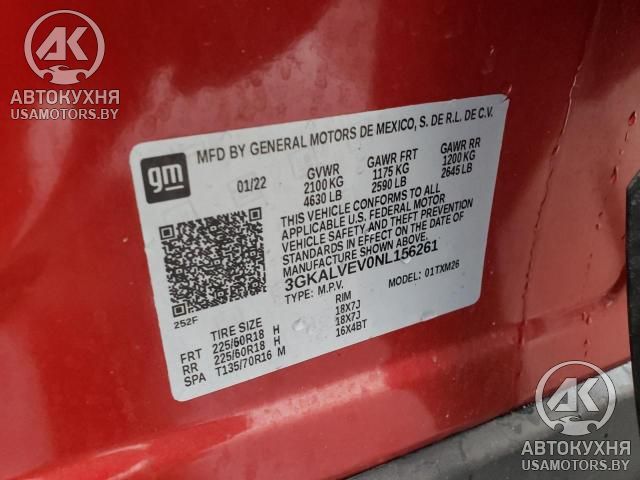 AK
АВТОКУХНЯ
USAMOTORS.BY
MFD BY GENERAL MOTORS DE MEXICO, S. DE R.L. DE C.V.
gm
01/22 GVWR GAWR FRT GAWR RR
2100 KG 1175 KG 1200 KG
4630 LB 2590 LB 2645 LB
THIS VEHICLE CONFORMS TO ALL
APPLICABLE U.S. FEDERAL MOTOR
VEHICLE SAFETY AND THEFT PREVENTION
STANDARDS IN EFFECT ON THE DATE OF
MANUFACTURE SHOWN ABOVE.
3GKALVEV0NL156261
TYPE: M.P.V. MODEL: 01TXM26
252F
TIRE SIZE RIM
FRT 225/60R18 H 18X7J
RR 225/60R18 H 18X7J
SPA T135/70R16 M 16X4BT
AK
АВТОКУХНЯ
USAMOTORS.BY